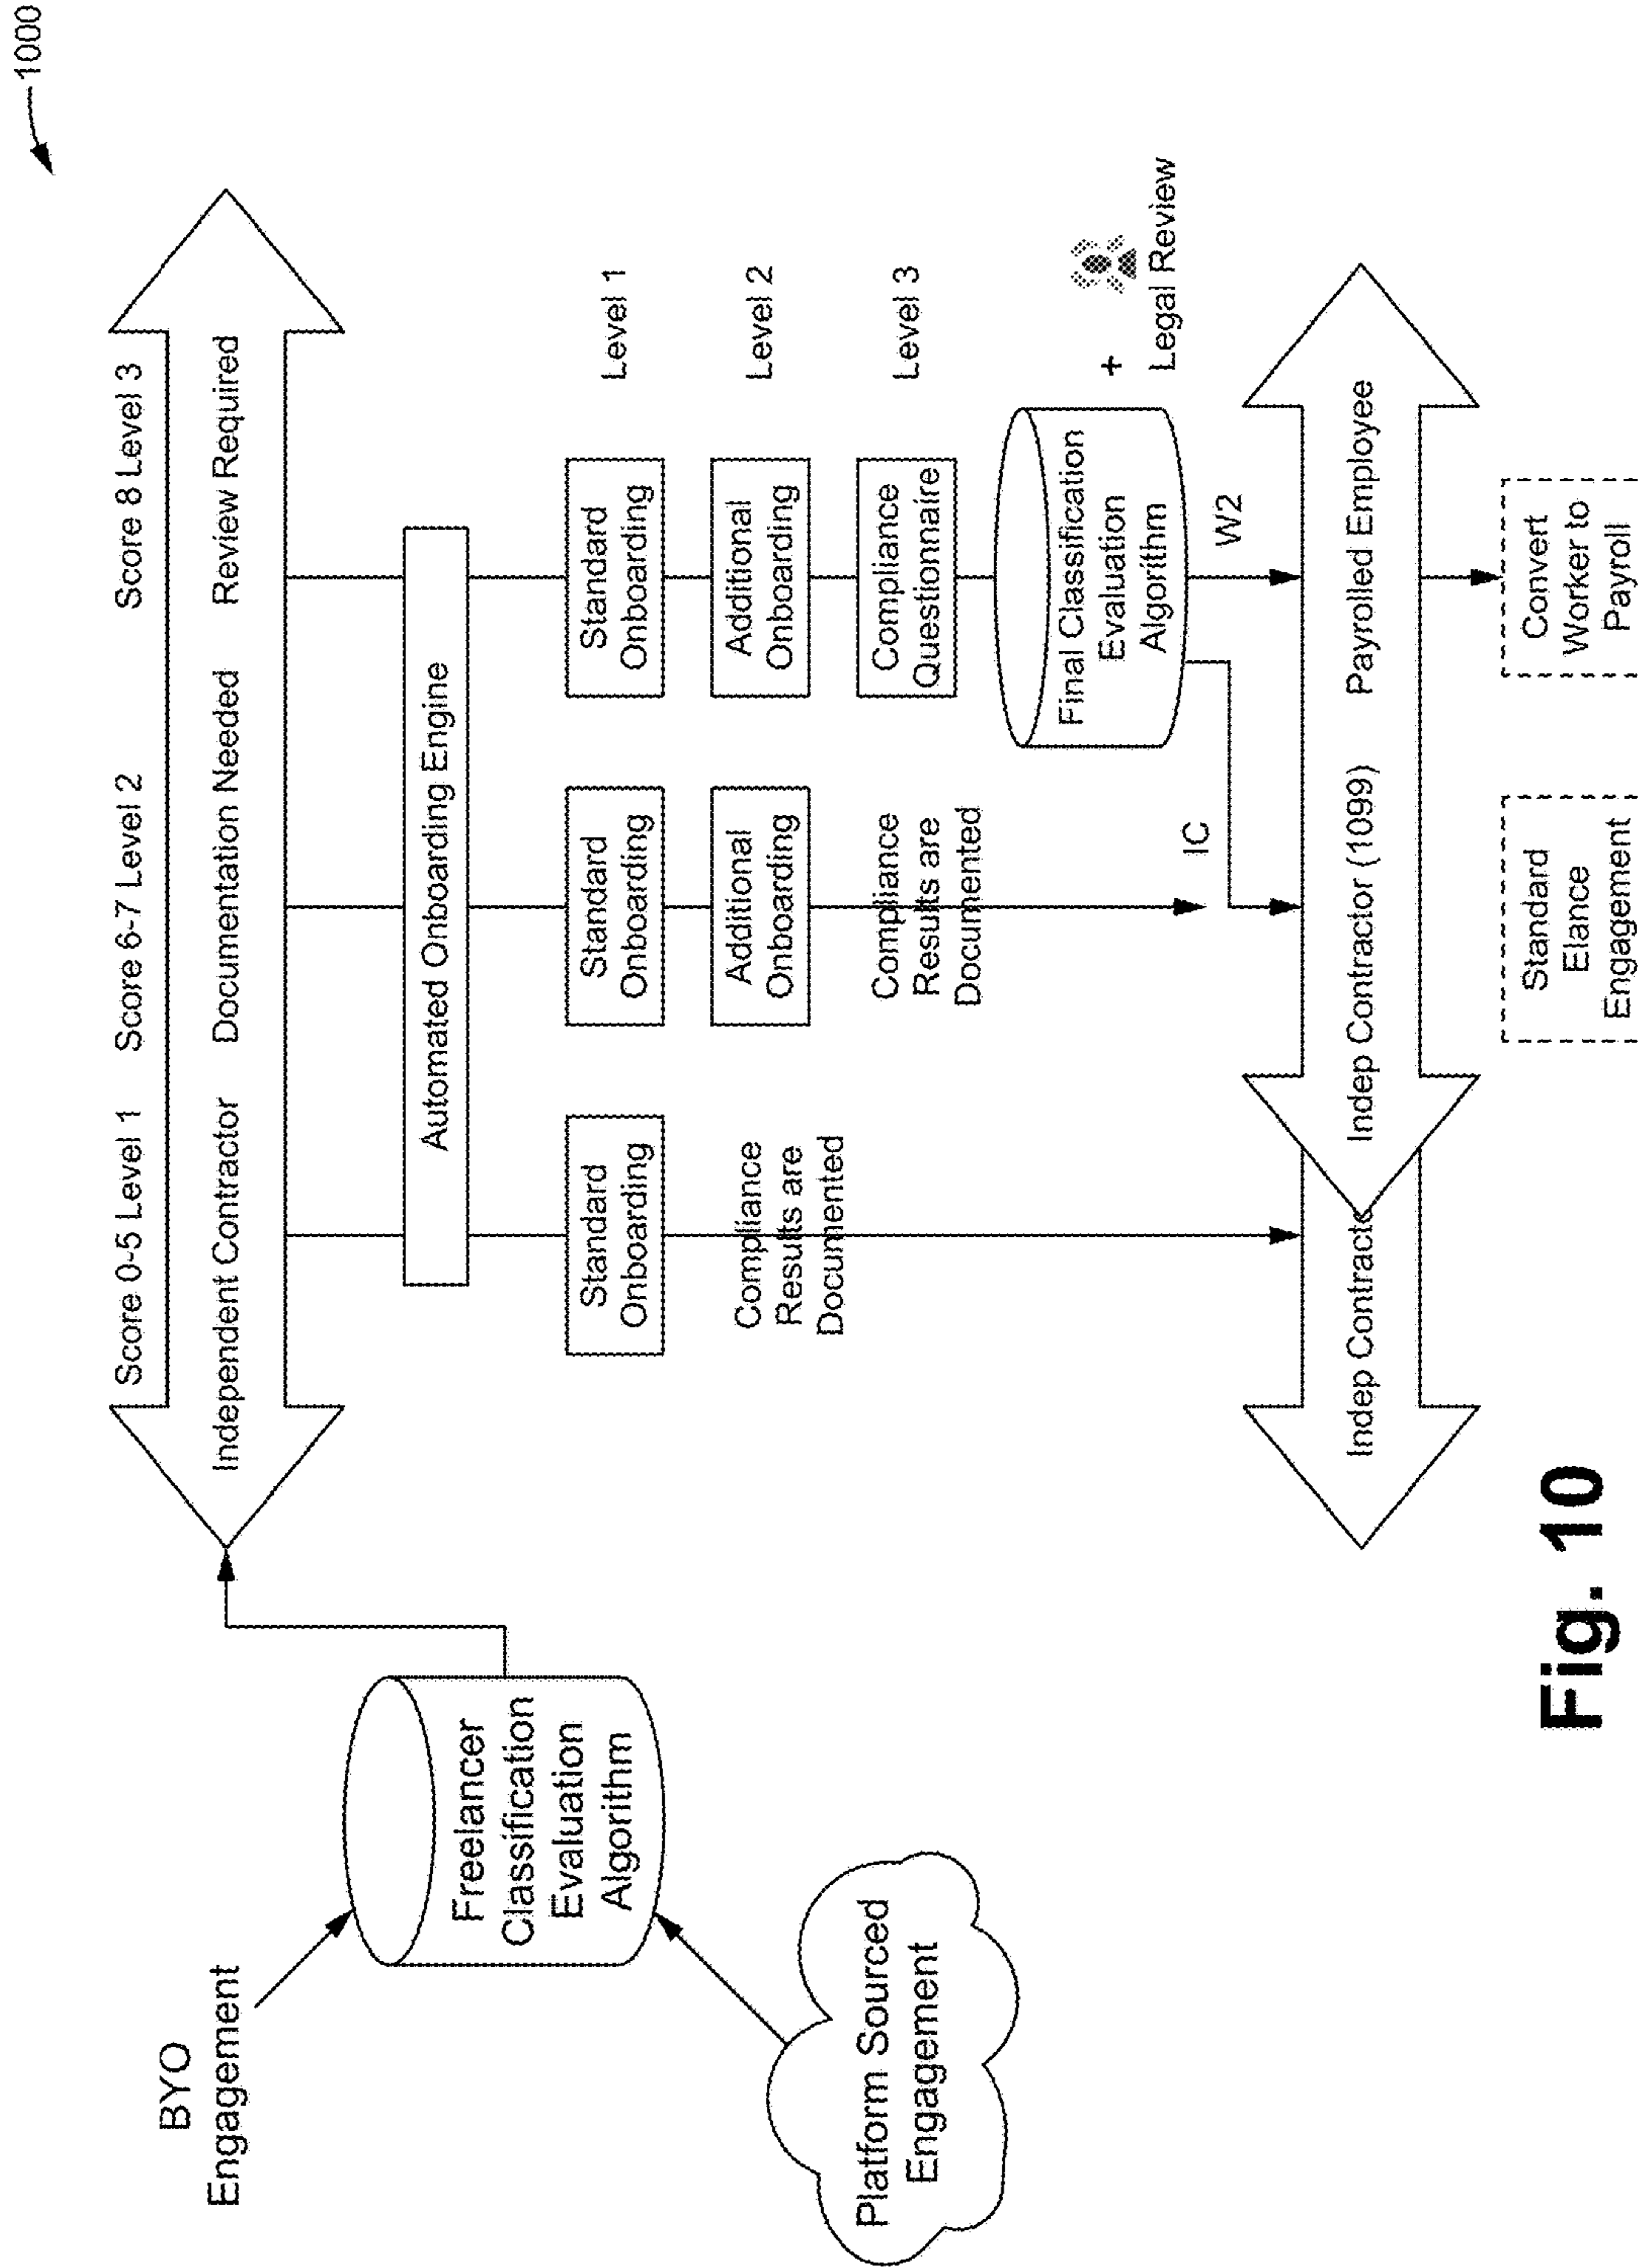 1000
Score 0-5 Level 1
Score 6-7 Level 2
Score 8 Level 3
Independent Contractor
Documentation Needed
Review Required
BYO
Engagement
Freelancer
Classification
Evaluation
Algorithm
Platform Sourced
Engagement
Automated Onboarding Engine
Standard
Onboarding
Standard
Onboarding
Standard
Onboarding
Level 1
Compliance
Results are
Documented
Additional
Onboarding
Additional
Onboarding
Level 2
Compliance
Results are
Documented
Compliance
Questionnaire
Level 3
Final Classification
Evaluation
Algorithm
+
Legal Review
IC
W2
Indep Contracto
Indep Contractor (1099)
Payrolled Employee
Standard
Elance
Engagement
Convert
Worker to
Payroll
Fig. 10